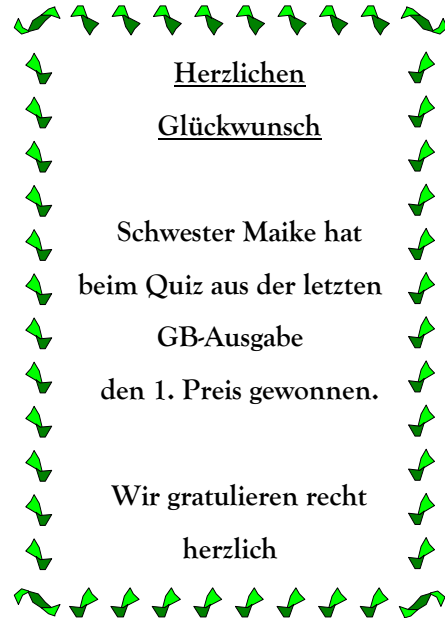 Herzlichen
Glückwunsch
Schwester Maike hat
beim Quiz aus der letzten
GB-Ausgabe
den 1. Preis gewonnen.
Wir gratulieren recht
herzlich